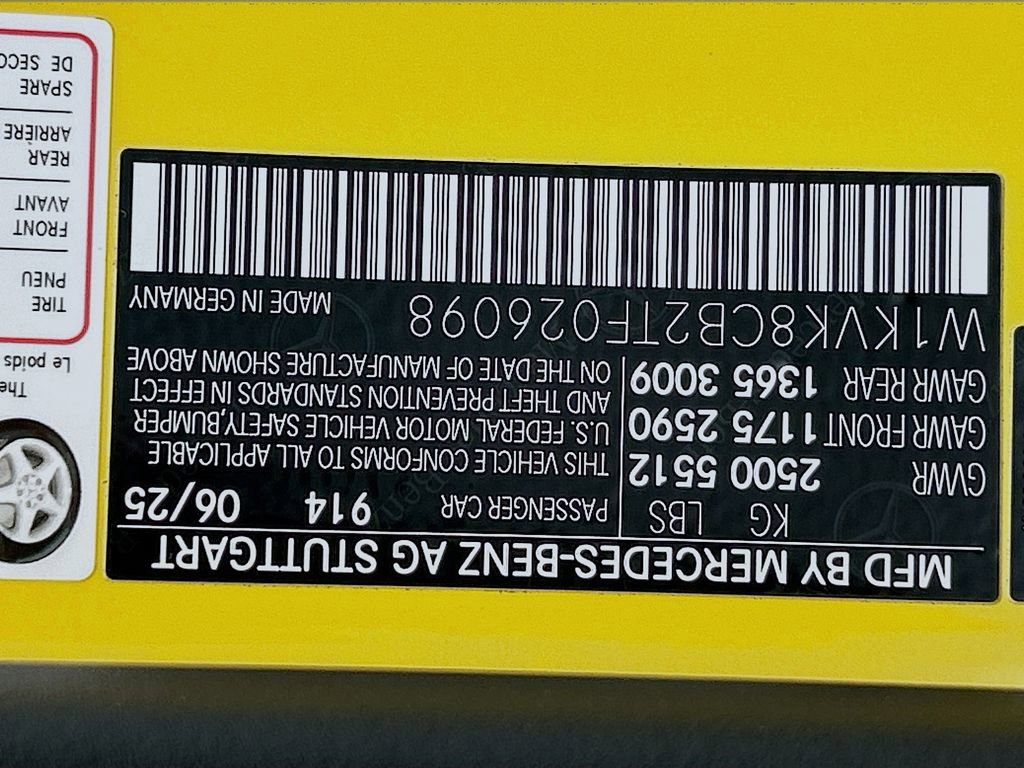 MFD BY MERCEDES-BENZ AG STUTTGART
KG LBS
GVWR 2500 5512
GAWR FRONT 1175 2590
GAWR REAR 1365 3009
PASSENGER CAR 914 06/25
THIS VEHICLE CONFORMS TO ALL APPLICABLE
U.S. FEDERAL MOTOR VEHICLE SAFETY,BUMPER
AND THEFT PREVENTION STANDARDS IN EFFECT
ON THE DATE OF MANUFACTURE SHOWN ABOVE
W1KVK8CB2TF026098 MADE IN GERMANY
The
Le poids
TIRE
PNEU
FRONT
AVANT
REAR
ARRIÈRE
SPARE
DE